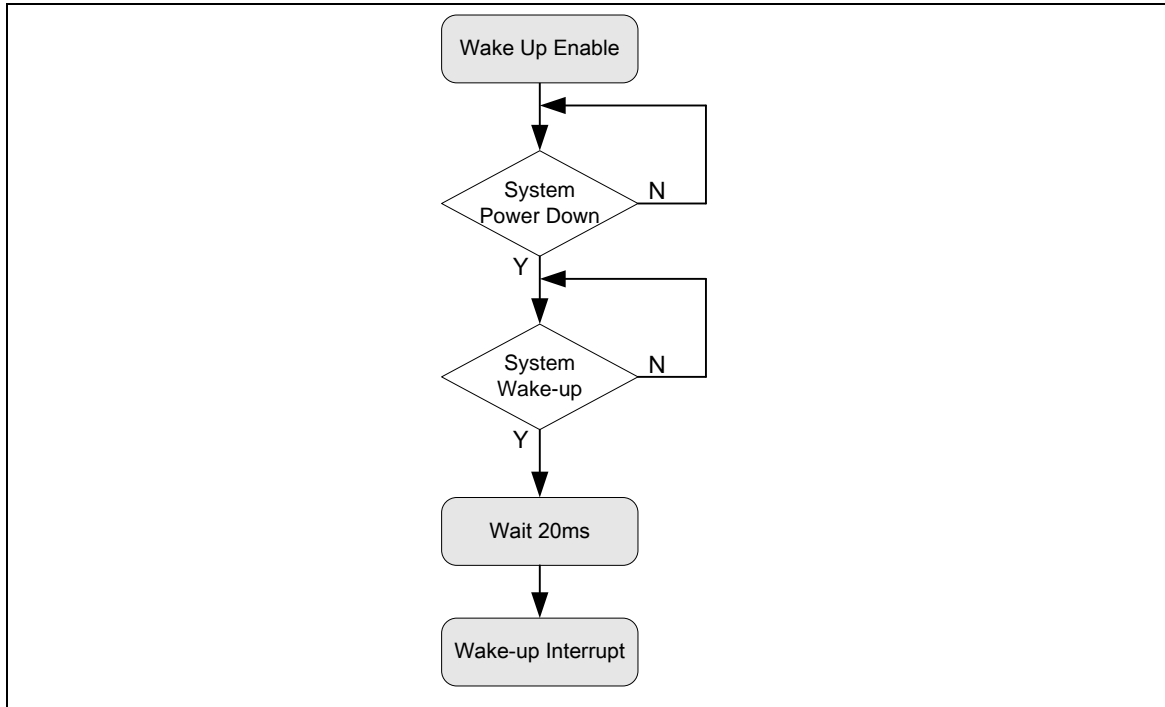 Wake Up Enable
System
Power Down
N
Y
System
Wake-up
N
Y
Wait 20ms
Wake-up Interrupt